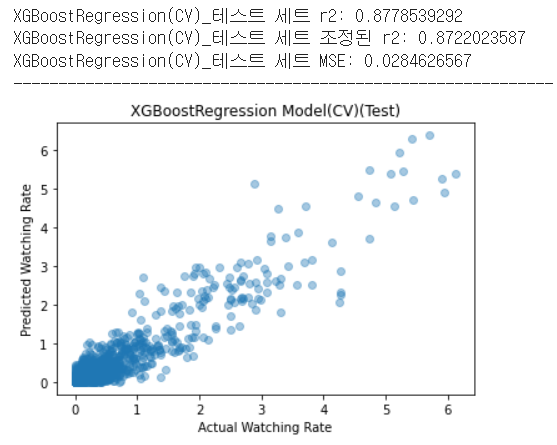 XGBoostRegression(CV)_테스트 세트 r2: 0.8778539292
XGBoostRegression(CV)_테스트 세트 조정된 r2: 0.8722023587
XGBoostRegression(CV)_테스트 세트 MSE: 0.0284626567
------------------------------------------------------------
XGBoostRegression Model(CV)(Test)
Predicted Watching Rate
6
5
4
3
2
1
0
0 1 2 3 4 5 6
Actual Watching Rate